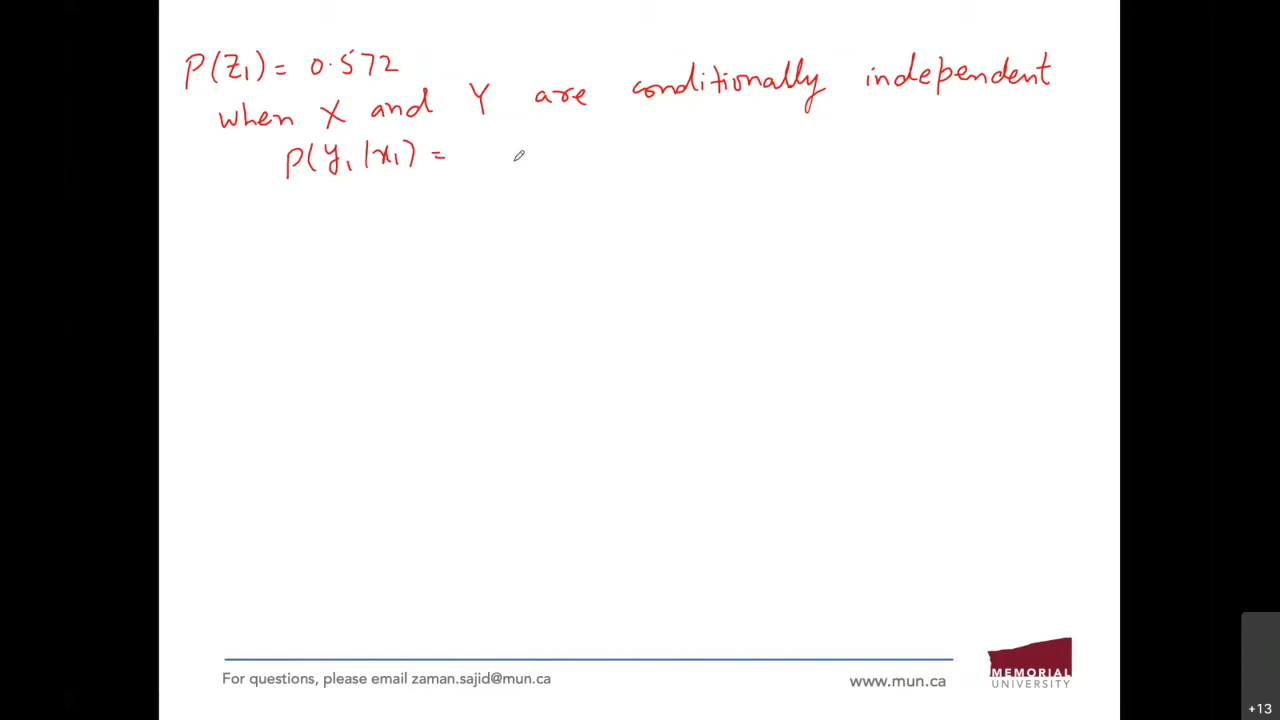 P(Z1) = 0.572
when X and Y are conditionally independent
P(y1|x1) =
For questions, please email zaman.sajid@mun.ca
www.mun.ca
MEMORIAL
UNIVERSITY
+13